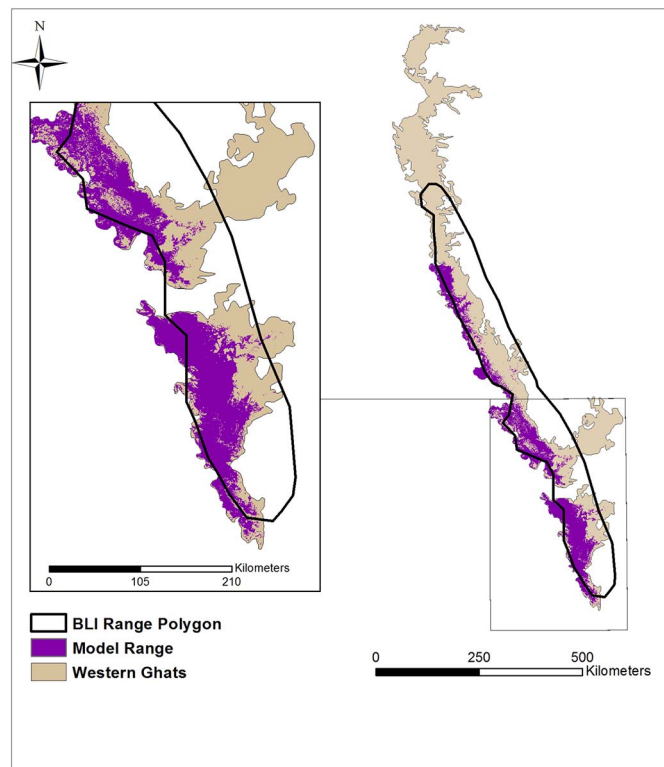 N
Kilometers
0 105 210
BLI Range Polygon
Model Range
Western Ghats
0 250 500
Kilometers